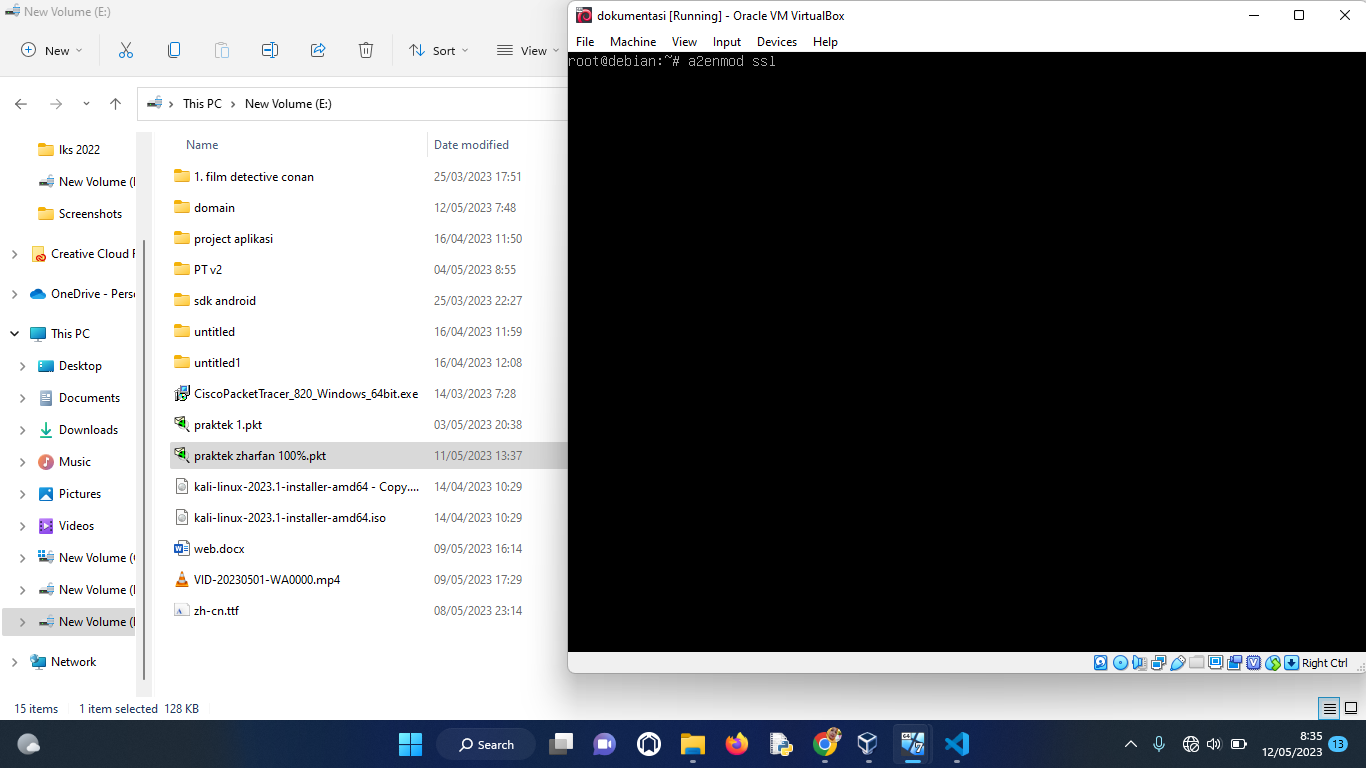 New Volume (E:)
New
Sort
View
This PC
New Volume (E:)
Name
Date modified
Iks 2022
New Volume (
Screenshots
Creative Cloud F
OneDrive - Perso
This PC
Desktop
Documents
Downloads
Music
Pictures
Videos
New Volume (
New Volume (
New Volume (
Network
1. film detective conan 25/03/2023 17:51
domain 12/05/2023 7:48
project aplikasi 16/04/2023 11:50
PT v2 04/05/2023 8:55
sdk android 25/03/2023 22:27
untitled 16/04/2023 11:59
untitled1 16/04/2023 12:08
CiscoPacketTracer_820_Windows_64bit.exe 14/03/2023 7:28
praktek 1.pkt 03/05/2023 20:38
praktek zharfan 100%.pkt 11/05/2023 13:37
kali-linux-2023.1-installer-amd64 - Copy.... 14/04/2023 10:29
kali-linux-2023.1-installer-amd64.iso 14/04/2023 10:29
web.docx 09/05/2023 16:14
VID-20230501-WA0000.mp4 09/05/2023 17:29
zh-cn.ttf 08/05/2023 23:14
15 items 1 item selected 128 KB
dokumentasi [Running] - Oracle VM VirtualBox
File Machine View Input Devices Help
root@debian:~# a2enmod ssl
Right Ctrl
Search
8:35
12/05/2023
13